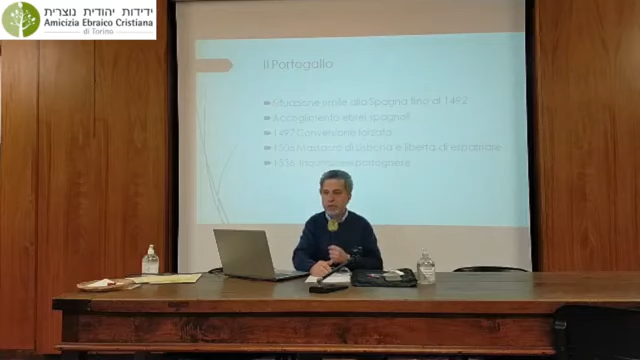 ידידות יהודית נוצרית
Amicizia Ebraico Cristiana
di Torino
Il Portogallo
Situazione simile alla Spagna fino al 1492
Accoglimento ebrei spagnoli
1497 Conversione forzata
1506 Massacro di Lisbona e libertà di espatriare
1536 Inquisizione portoghese